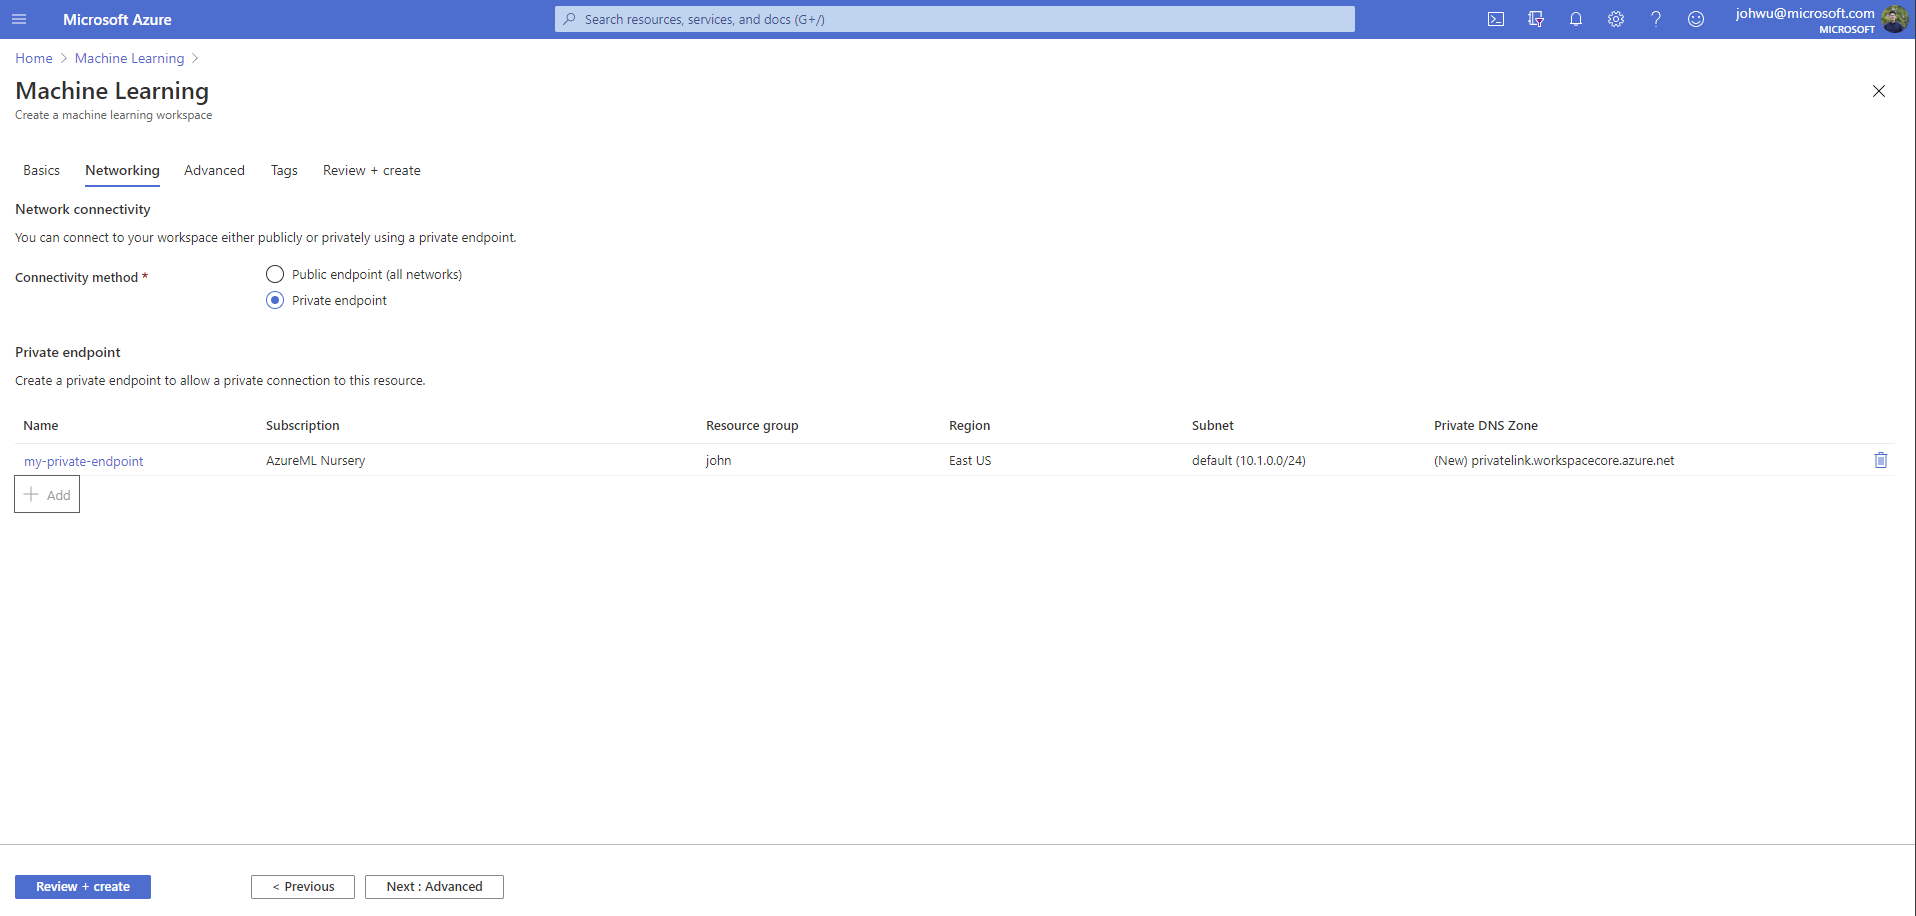 Microsoft Azure
Search resources, services, and docs (G+/)
johwu@microsoft.com
MICROSOFT
Home > Machine Learning >
Machine Learning
Create a machine learning workspace
Basics Networking Advanced Tags Review + create
Network connectivity
You can connect to your workspace either publicly or privately using a private endpoint.
Connectivity method *
Public endpoint (all networks)
Private endpoint
Private endpoint
Create a private endpoint to allow a private connection to this resource.
Name Subscription Resource group Region Subnet Private DNS Zone
my-private-endpoint AzureML Nursery john East US default (10.1.0.0/24) (New) privatelink.workspacecore.azure.net
+ Add
Review + create < Previous Next : Advanced